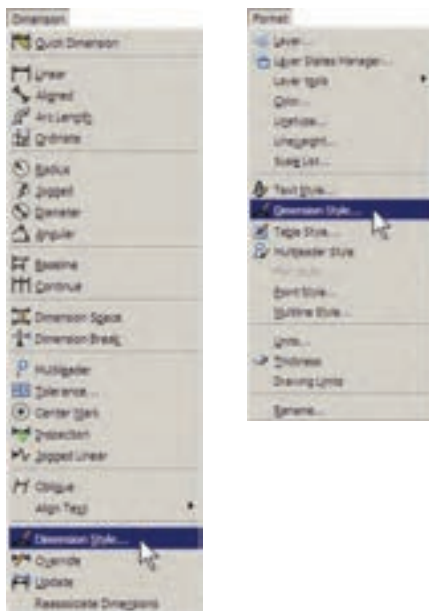 Dimension
Quick Dimension
Linear
Aligned
Arc Length
Ordinate
Radius
Jogged
Diameter
Angular
Baseline
Continue
Dimension Space
Dimension Break
Multileader
Tolerance...
Center Mark
Inspection
Jogged Linear
Oblique
Align Text
Dimension Style...
Override
Update
Reassociate Dimensions
Format
Layer...
Layer States Manager...
Layer tools
Color...
Linetype...
Lineweight...
Scale List...
Text Style...
Dimension Style...
Table Style...
Multileader Style
Point Style...
Multiline Style...
Units...
Thickness
Drawing Limits
Rename...